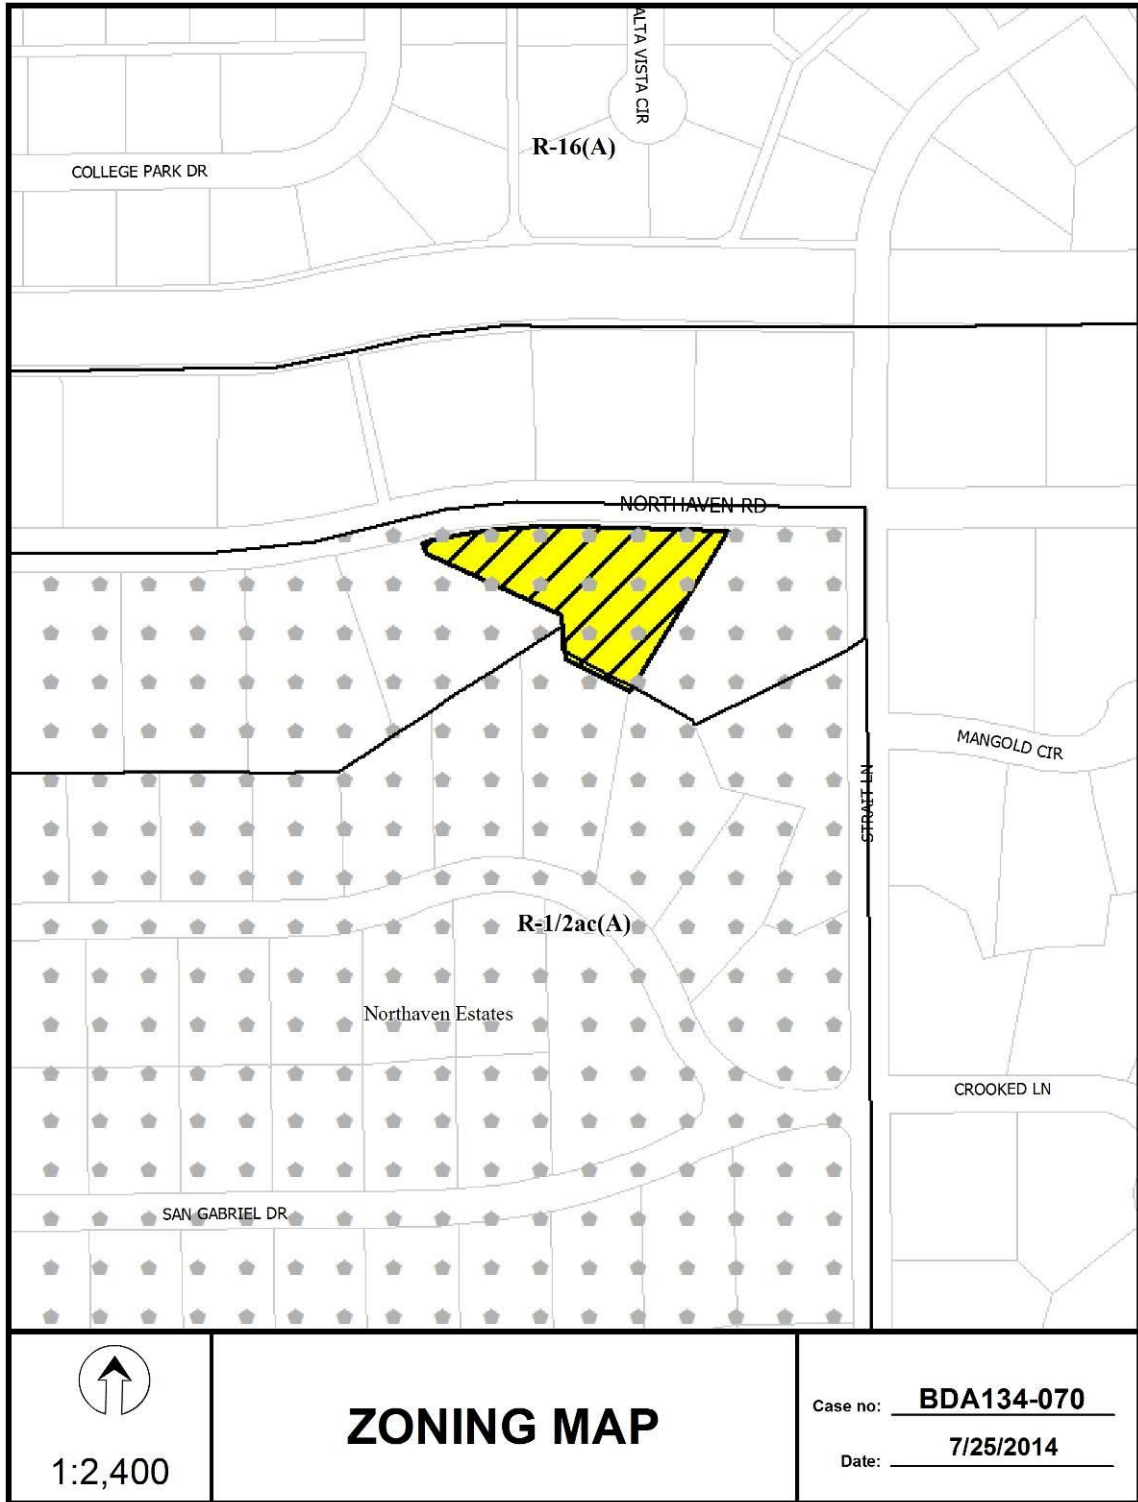 ALTA VISTA CIR
R-16(A)
COLLEGE PARK DR
NORTHAVEN RD
MANGOLD CIR
STRAIT LN
R-1/2ac(A)
Northaven Estates
CROOKED LN
SAN GABRIEL DR
1:2,400
ZONING MAP
Case no: BDA134-070
Date: 7/25/2014